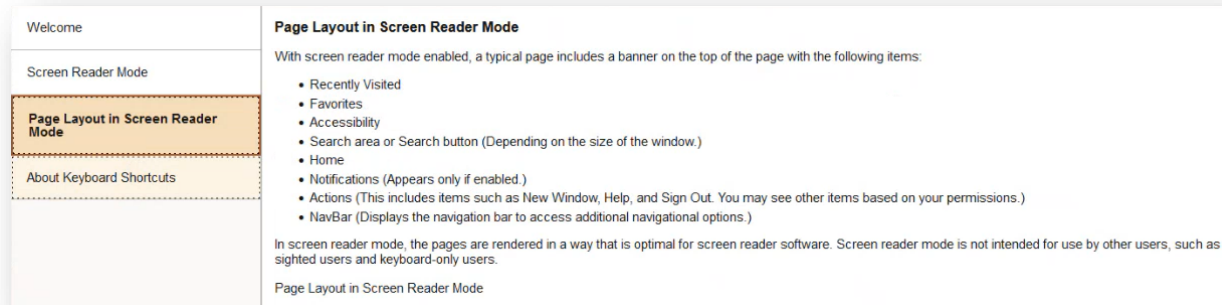 Welcome
Screen Reader Mode
Page Layout in Screen Reader
Mode
About Keyboard Shortcuts
Page Layout in Screen Reader Mode
With screen reader mode enabled, a typical page includes a banner on the top of the page with the following items:
• Recently Visited
• Favorites
• Accessibility
• Search area or Search button (Depending on the size of the window.)
• Home
• Notifications (Appears only if enabled.)
• Actions (This includes items such as New Window, Help, and Sign Out. You may see other items based on your permissions.)
• NavBar (Displays the navigation bar to access additional navigational options.)
In screen reader mode, the pages are rendered in a way that is optimal for screen reader software. Screen reader mode is not intended for use by other users, such as
sighted users and keyboard-only users.
Page Layout in Screen Reader Mode